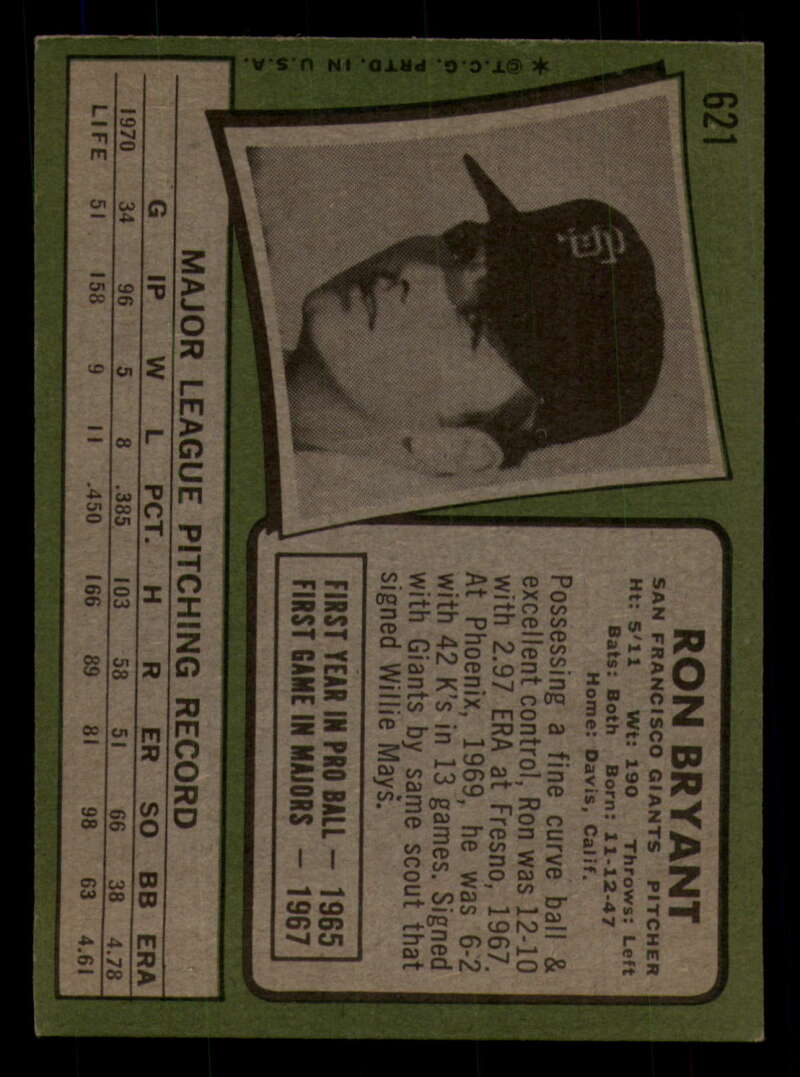 621
SF
RON BRYANT
SAN FRANCISCO GIANTS PITCHER
Ht: 5'11 Wt: 190 Throws: Left
Bats: Both Born: 11-12-47
Home: Davis, Calif.
Possessing a fine curve ball &
excellent control, Ron was 12-10
with 2.97 ERA at Fresno, 1967.
At Phoenix, 1969, he was 6-2
with 42 K's in 13 games. Signed
with Giants by same scout that
signed Willie Mays.
FIRST YEAR IN PRO BALL — 1965
FIRST GAME IN MAJORS — 1967
MAJOR LEAGUE PITCHING RECORD
G IP W L PCT. H R ER SO BB ERA
1970 34 96 5 8 .385 103 58 51 66 38 4.78
LIFE 51 158 9 11 .450 166 89 81 98 63 4.61
* ©T.C.G. PRTD. IN U.S.A.